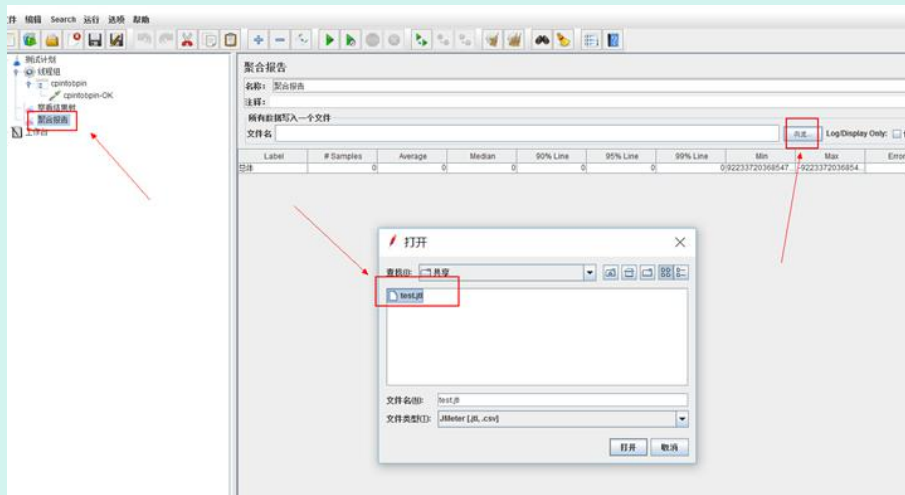 件 编辑 Search 运行 选项 帮助
测试计划
线程组
cpintobpin
cpintobpin-OK
察看结果树
聚合报告
工作台
聚合报告
名称： 聚合报告
注释：
所有数据写入一个文件
文件名 浏览... Log/Display Only:
Label # Samples Average Median 90% Line 95% Line 99% Line Min Max Error
总体 0 0 0 0 0 0 92233720368547... -9223372036854...
打开
查找(I): 共享
test.jtl
文件名(N): test.jtl
文件类型(T): JMeter [.jtl, .csv]
打开 取消